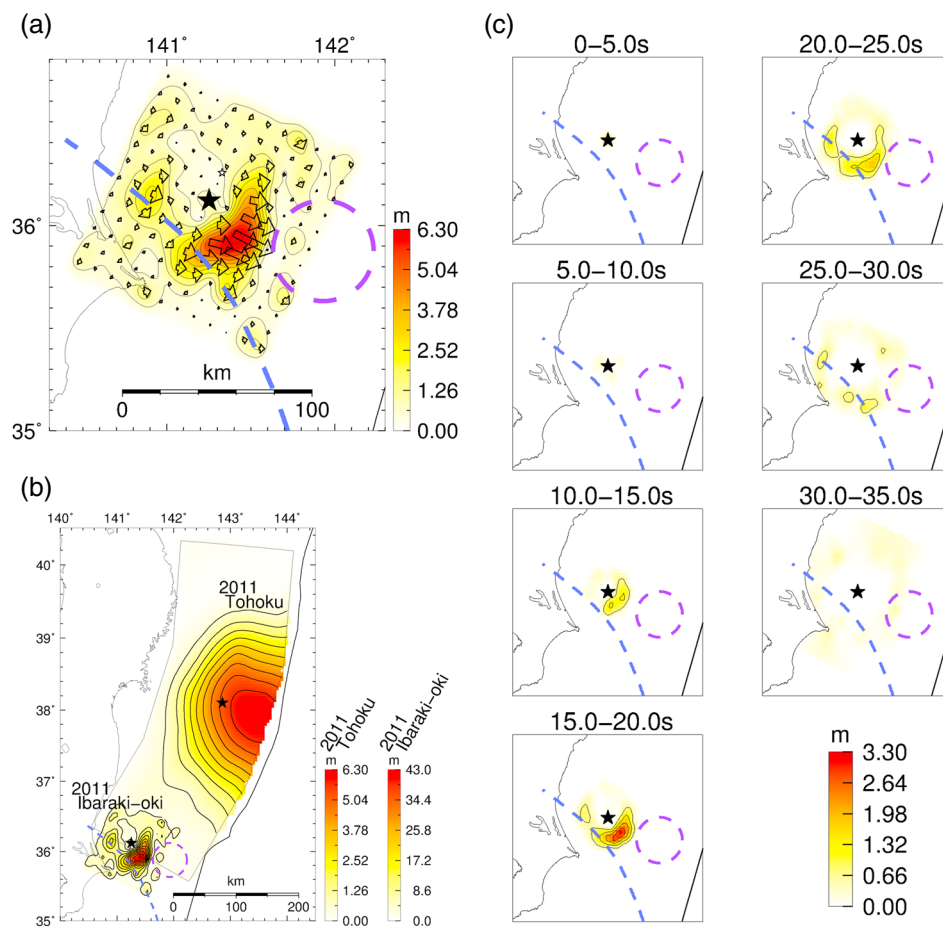 (a)
141° 142°
36°
35°
km
0 100
m
6.30
5.04
3.78
2.52
1.26
0.00
(b)
140° 141° 142° 143° 144°
40°
39°
38°
37°
36°
35°
2011
Tohoku
2011
Ibaraki-oki
km
0 100 200
2011
Tohoku
m
6.30
5.04
3.78
2.52
1.26
0.00
2011
Ibaraki-oki
m
43.0
34.4
25.8
17.2
8.6
0.0
(c)
0-5.0s
5.0-10.0s
10.0-15.0s
15.0-20.0s
20.0-25.0s
25.0-30.0s
30.0-35.0s
m
3.30
2.64
1.98
1.32
0.66
0.00